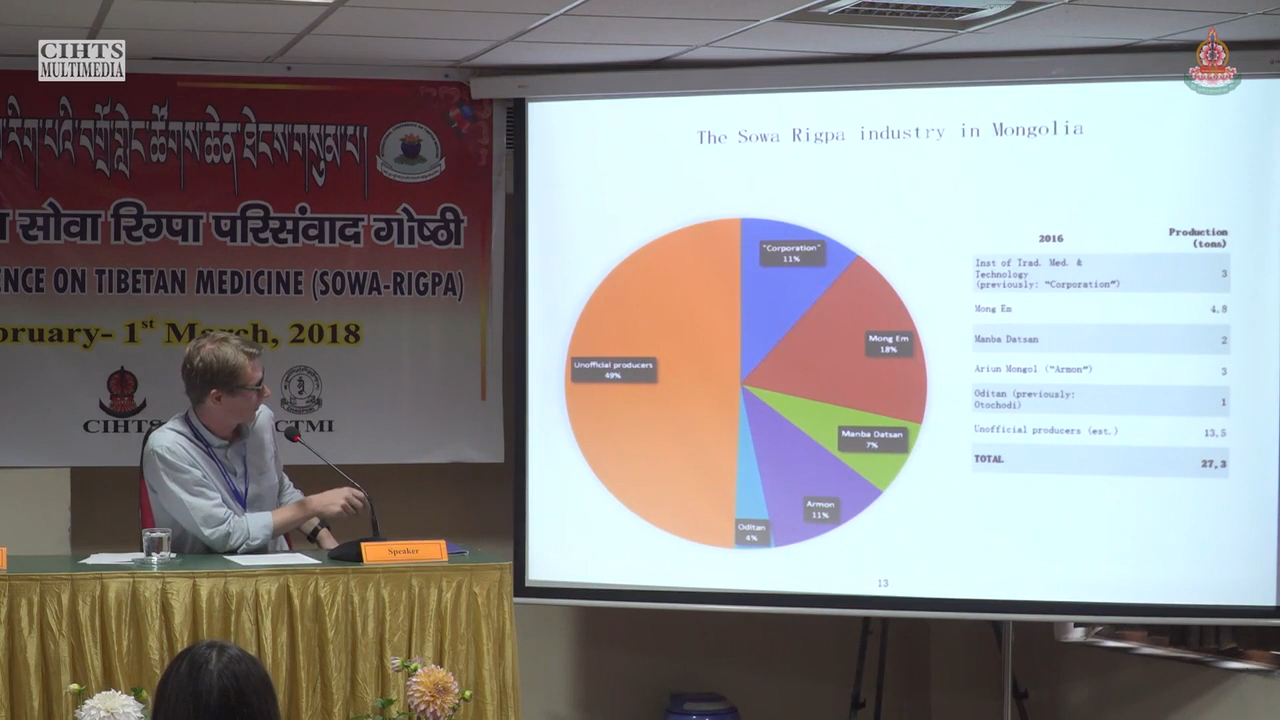 CIHTS
MULTIMEDIA
सोवा रिग्पा परिसंवाद गोष्ठी
ENCE ON TIBETAN MEDICINE (SOWA-RIGPA)
bruary- 1st March, 2018
CIHTS
CTMI
Speaker
The Sowa Rigpa industry in Mongolia
"Corporation"
11%
Mong Em
18%
Unofficial producers
49%
Manba Datsan
7%
Armon
11%
Oditan
4%
2016 Production
(tons)
Inst of Trad. Med. &
Technology
(previously: "Corporation") 3
Mong Em 4,8
Manba Datsan 2
Ariun Mongol ("Armon") 3
Oditan (previously:
Otochodi) 1
Unofficial producers (est.) 13,5
TOTAL 27,3
13